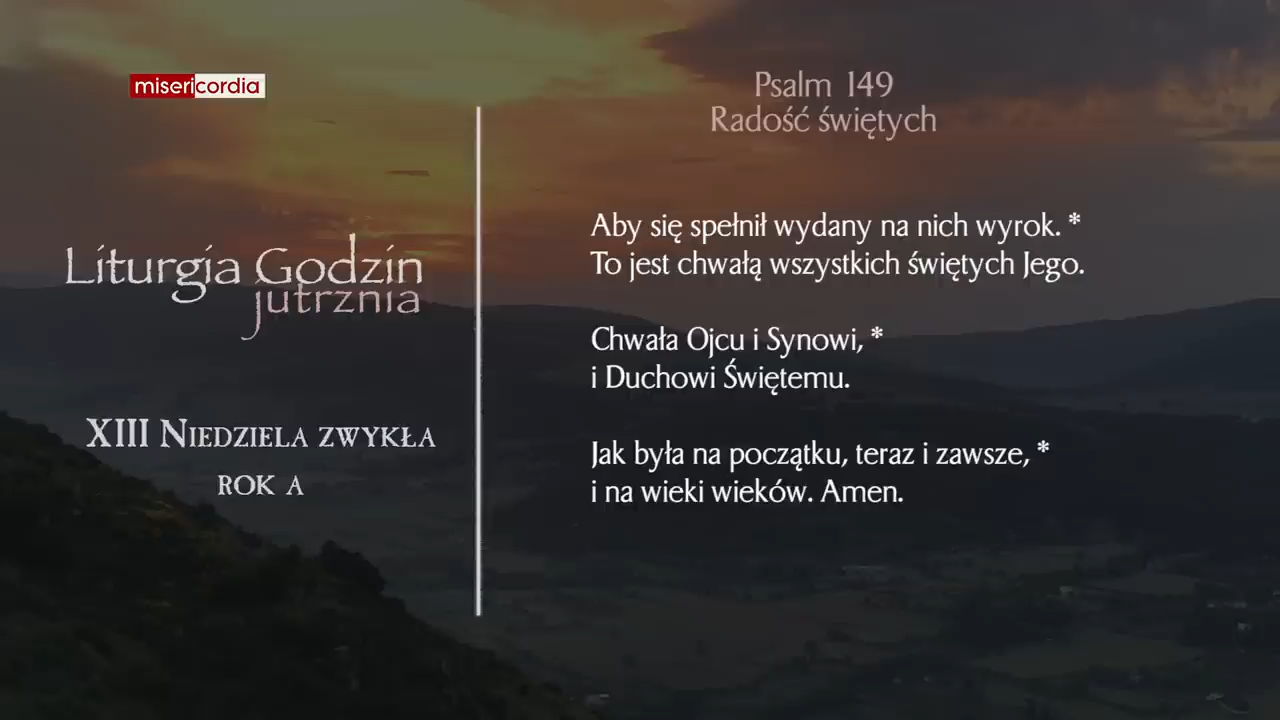 misericordia
Liturgia Godzin
jutrznia
XIII Niedziela zwykła
rok A
Psalm 149
Radość świętych
Aby się spełnił wydany na nich wyrok. *
To jest chwałą wszystkich świętych Jego.
Chwała Ojcu i Synowi, *
i Duchowi Świętemu.
Jak była na początku, teraz i zawsze, *
i na wieki wieków. Amen.